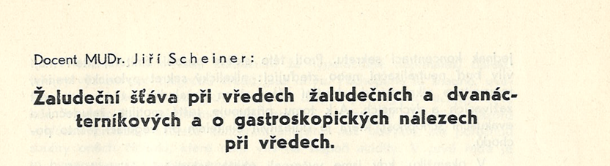 Docent MUDr. Jiří Scheiner:
Žaludeční šťáva při vředech žaludečních a dvanác-
terníkových a o gastroskopických nálezech
při vředech.